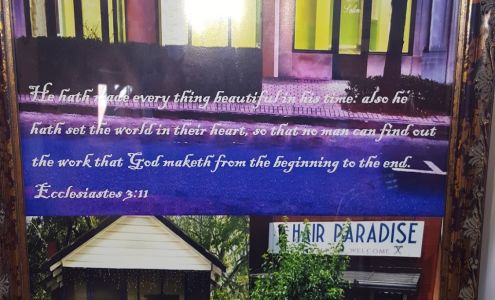 He hath made every thing beautiful in his time: also he
hath set the world in their heart, so that no man can find out
the work that God maketh from the beginning to the end.
Ecclesiastes 3:11
HAIR PARADISE
WELCOME